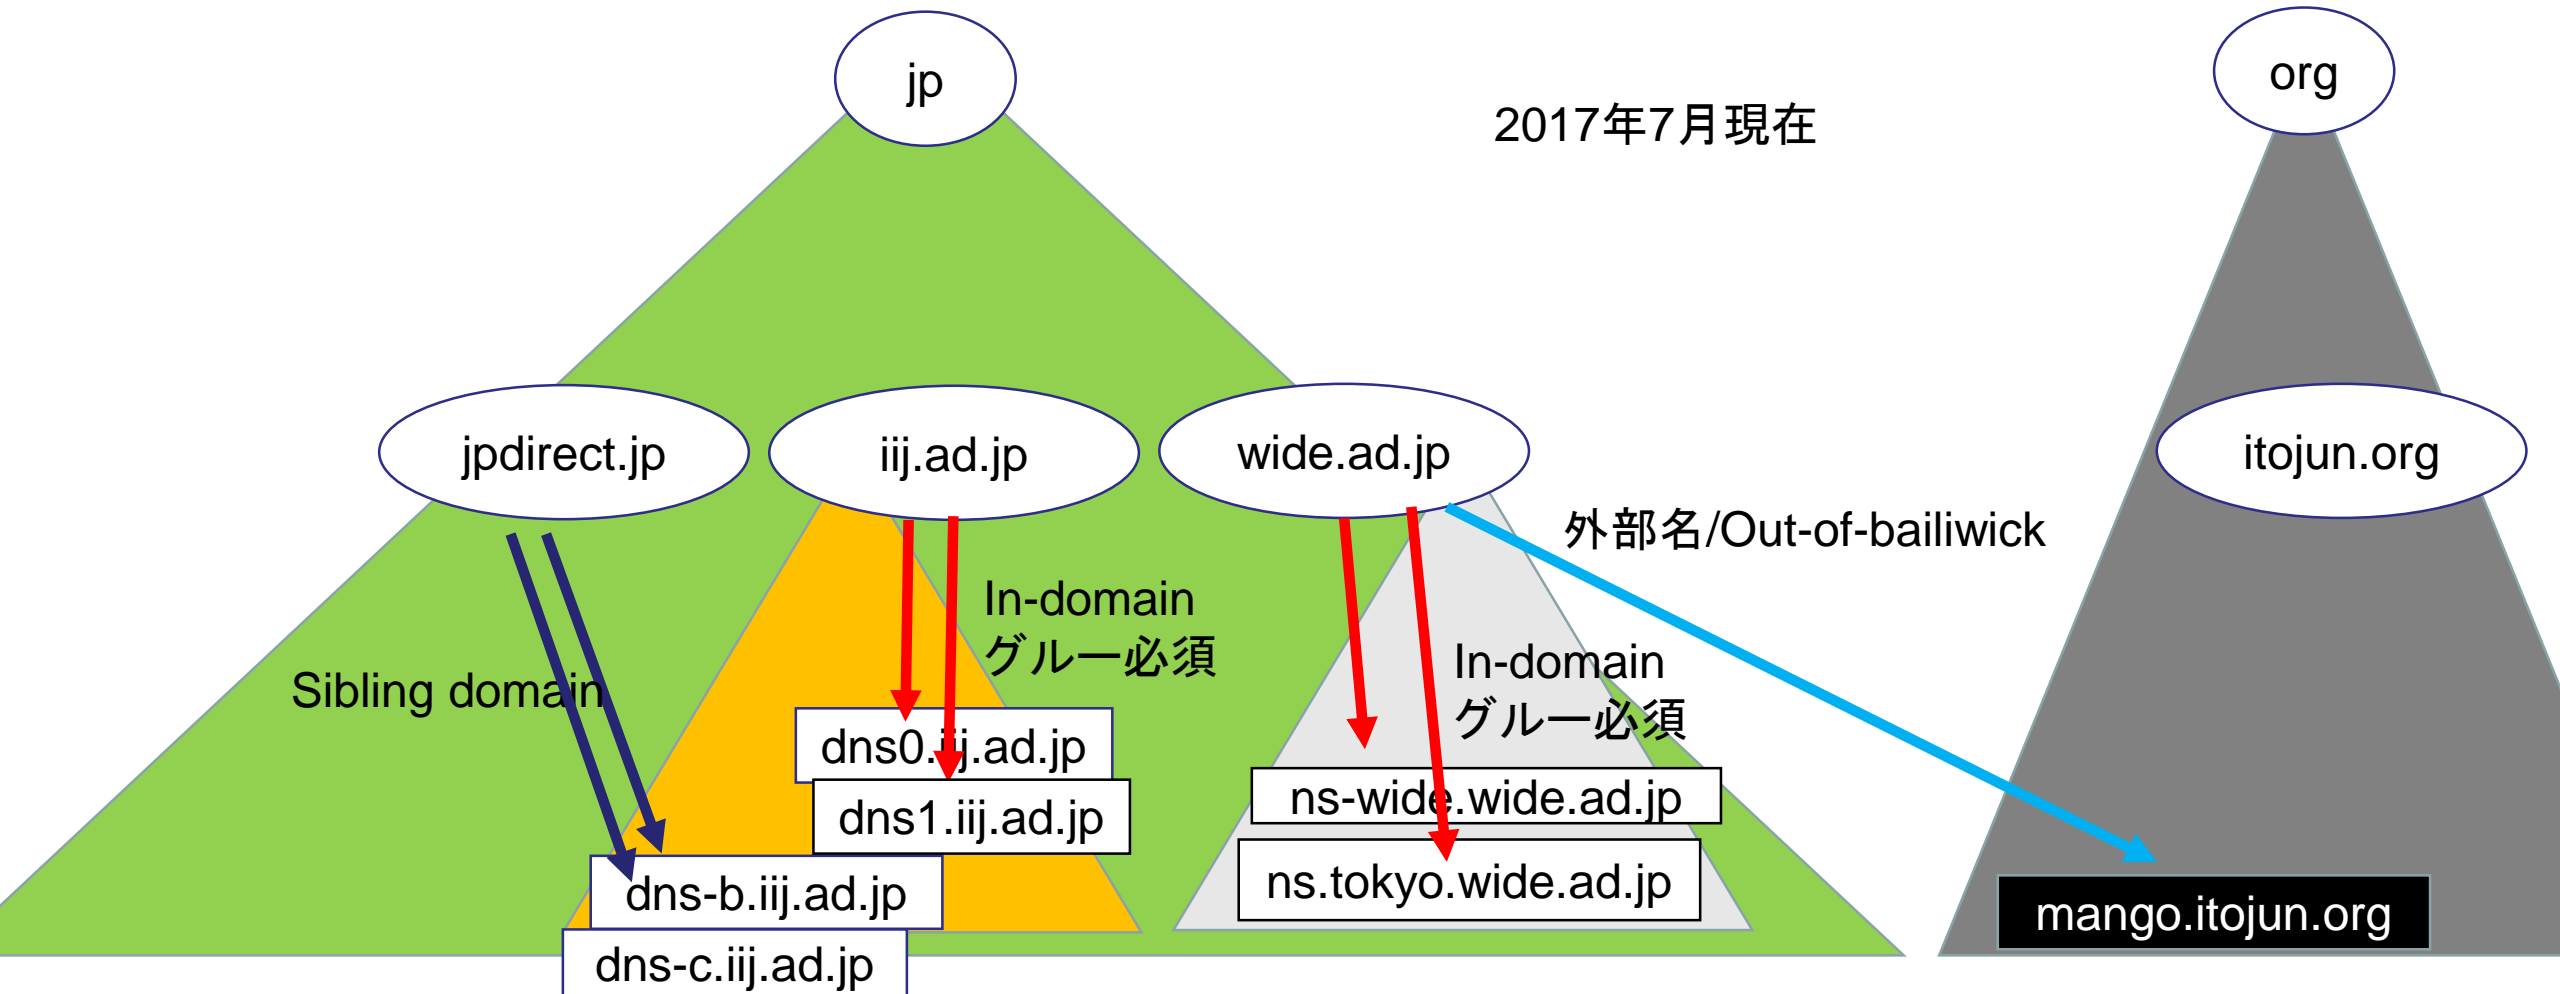 jp
org
2017年7月現在
jpdirect.jp
iij.ad.jp
wide.ad.jp
itojun.org
外部名/Out-of-bailiwick
In-domain
グルー必須
In-domain
グルー必須
Sibling domain
dns0.iij.ad.jp
dns1.iij.ad.jp
ns-wide.wide.ad.jp
ns.tokyo.wide.ad.jp
dns-b.iij.ad.jp
dns-c.iij.ad.jp
mango.itojun.org